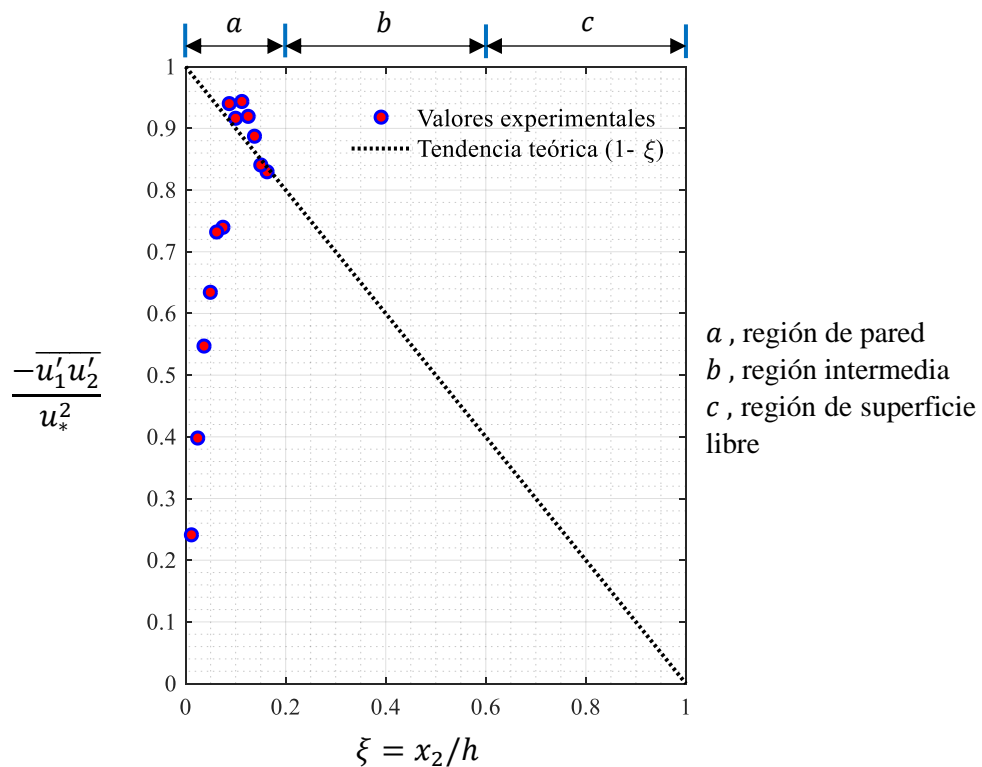 a b c
1
0.9
0.8
0.7
0.6
0.5
0.4
0.3
0.2
0.1
0
Valores experimentales
Tendencia teórica (1- ξ)
−u′₁u′₂
u²*
a , región de pared
b , región intermedia
c , región de superficie
libre
0 0.2 0.4 0.6 0.8 1
ξ = x₂/h